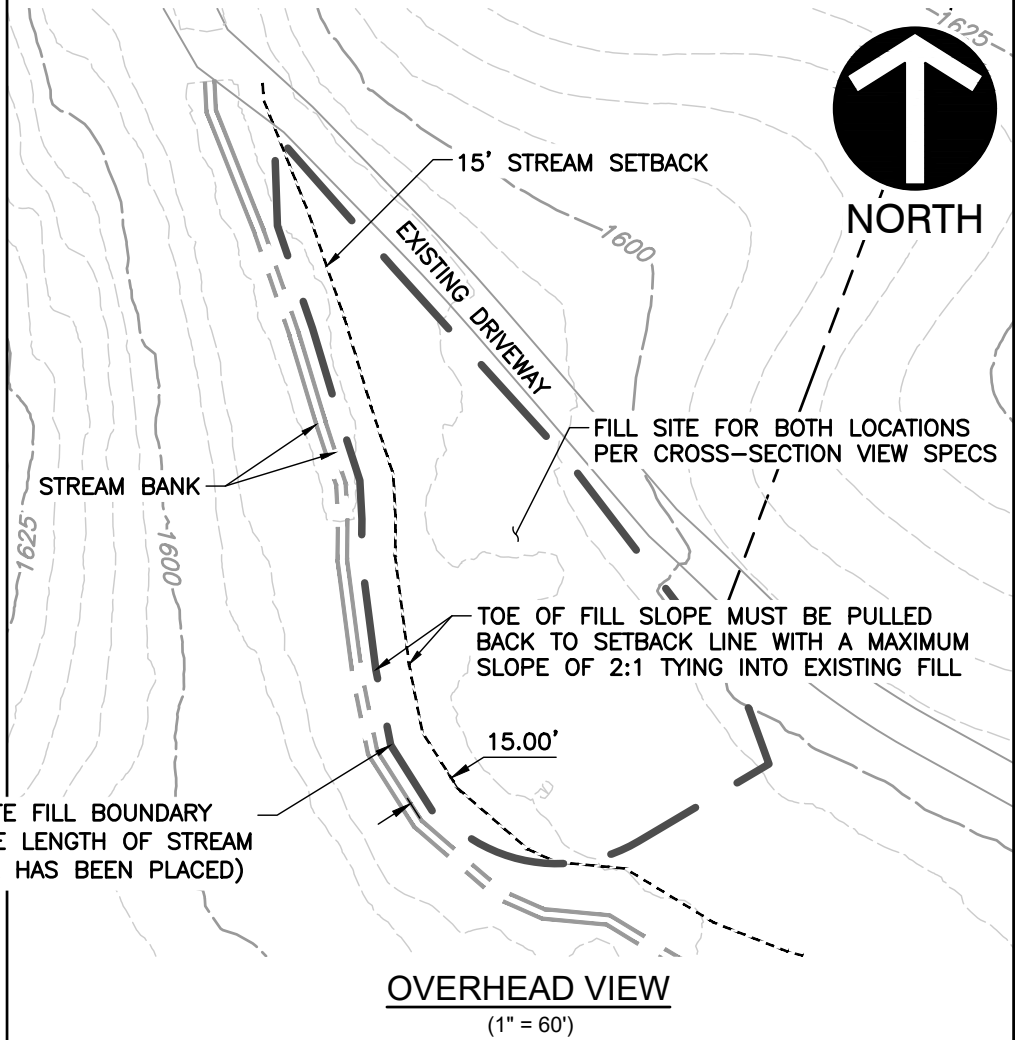 1625
NORTH
15' STREAM SETBACK
1600
EXISTING DRIVEWAY
FILL SITE FOR BOTH LOCATIONS
PER CROSS-SECTION VIEW SPECS
STREAM BANK
1625
1600
TOE OF FILL SLOPE MUST BE PULLED
BACK TO SETBACK LINE WITH A MAXIMUM
SLOPE OF 2:1 TYING INTO EXISTING FILL
15.00'
FILL BOUNDARY
LENGTH OF STREAM
HAS BEEN PLACED)
OVERHEAD VIEW
(1" = 60')